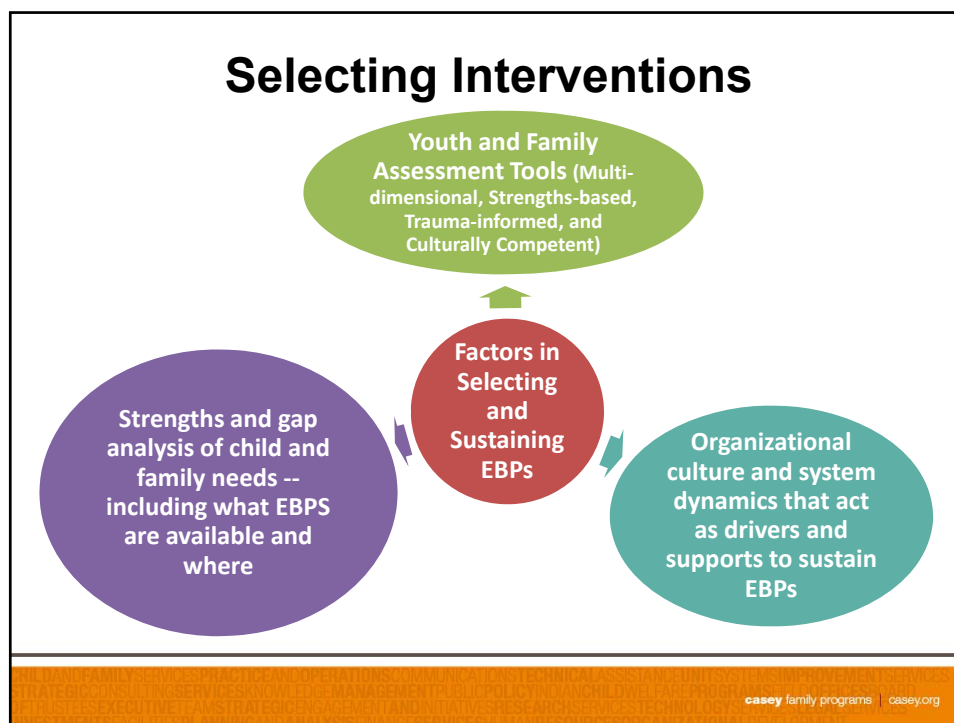 Selecting Interventions
Youth and Family
Assessment Tools (Multi-
dimensional, Strengths-based,
Trauma-informed, and
Culturally Competent)
Factors in
Selecting
and
Sustaining
EBPs
Strengths and gap
analysis of child and
family needs --
including what EBPS
are available and
where
Organizational
culture and system
dynamics that act
as drivers and
supports to sustain
EBPs
casey family programs | casey.org